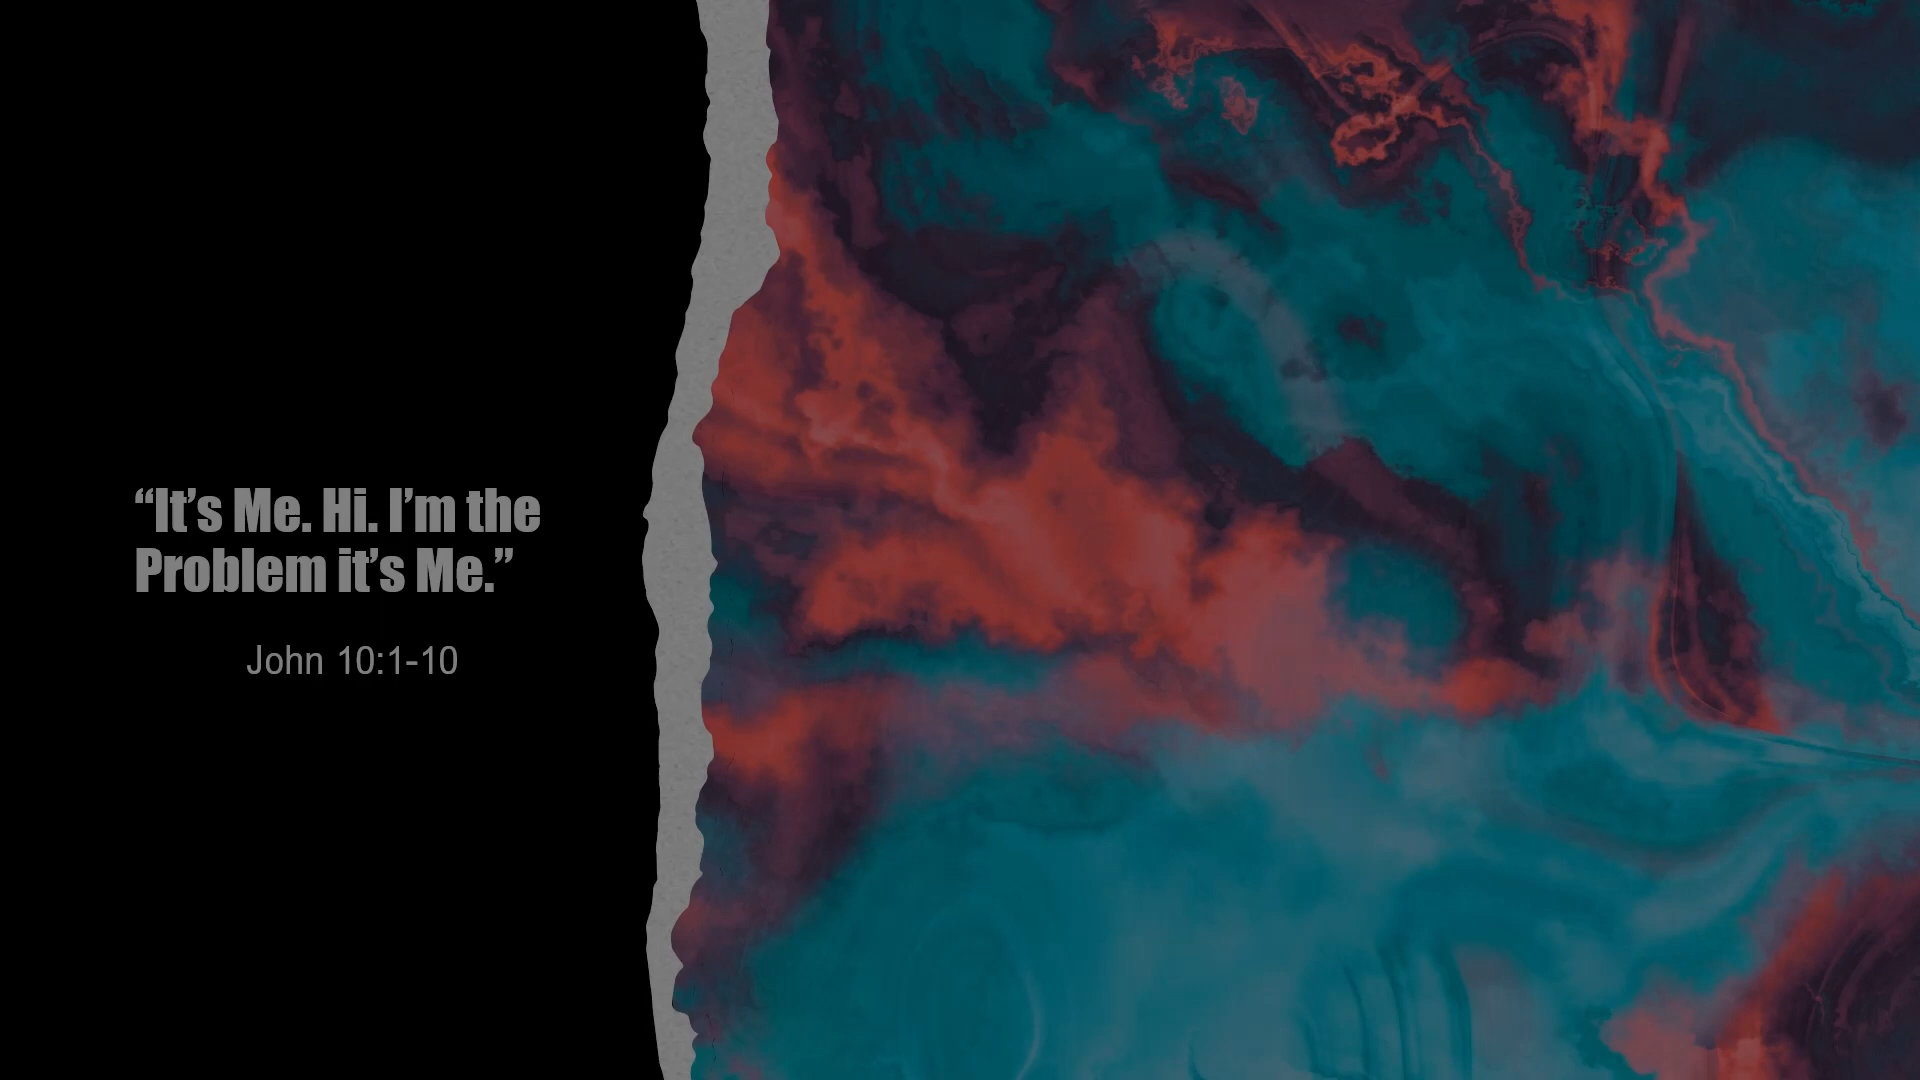 “It’s Me. Hi. I’m the
Problem it’s Me.”
John 10:1-10